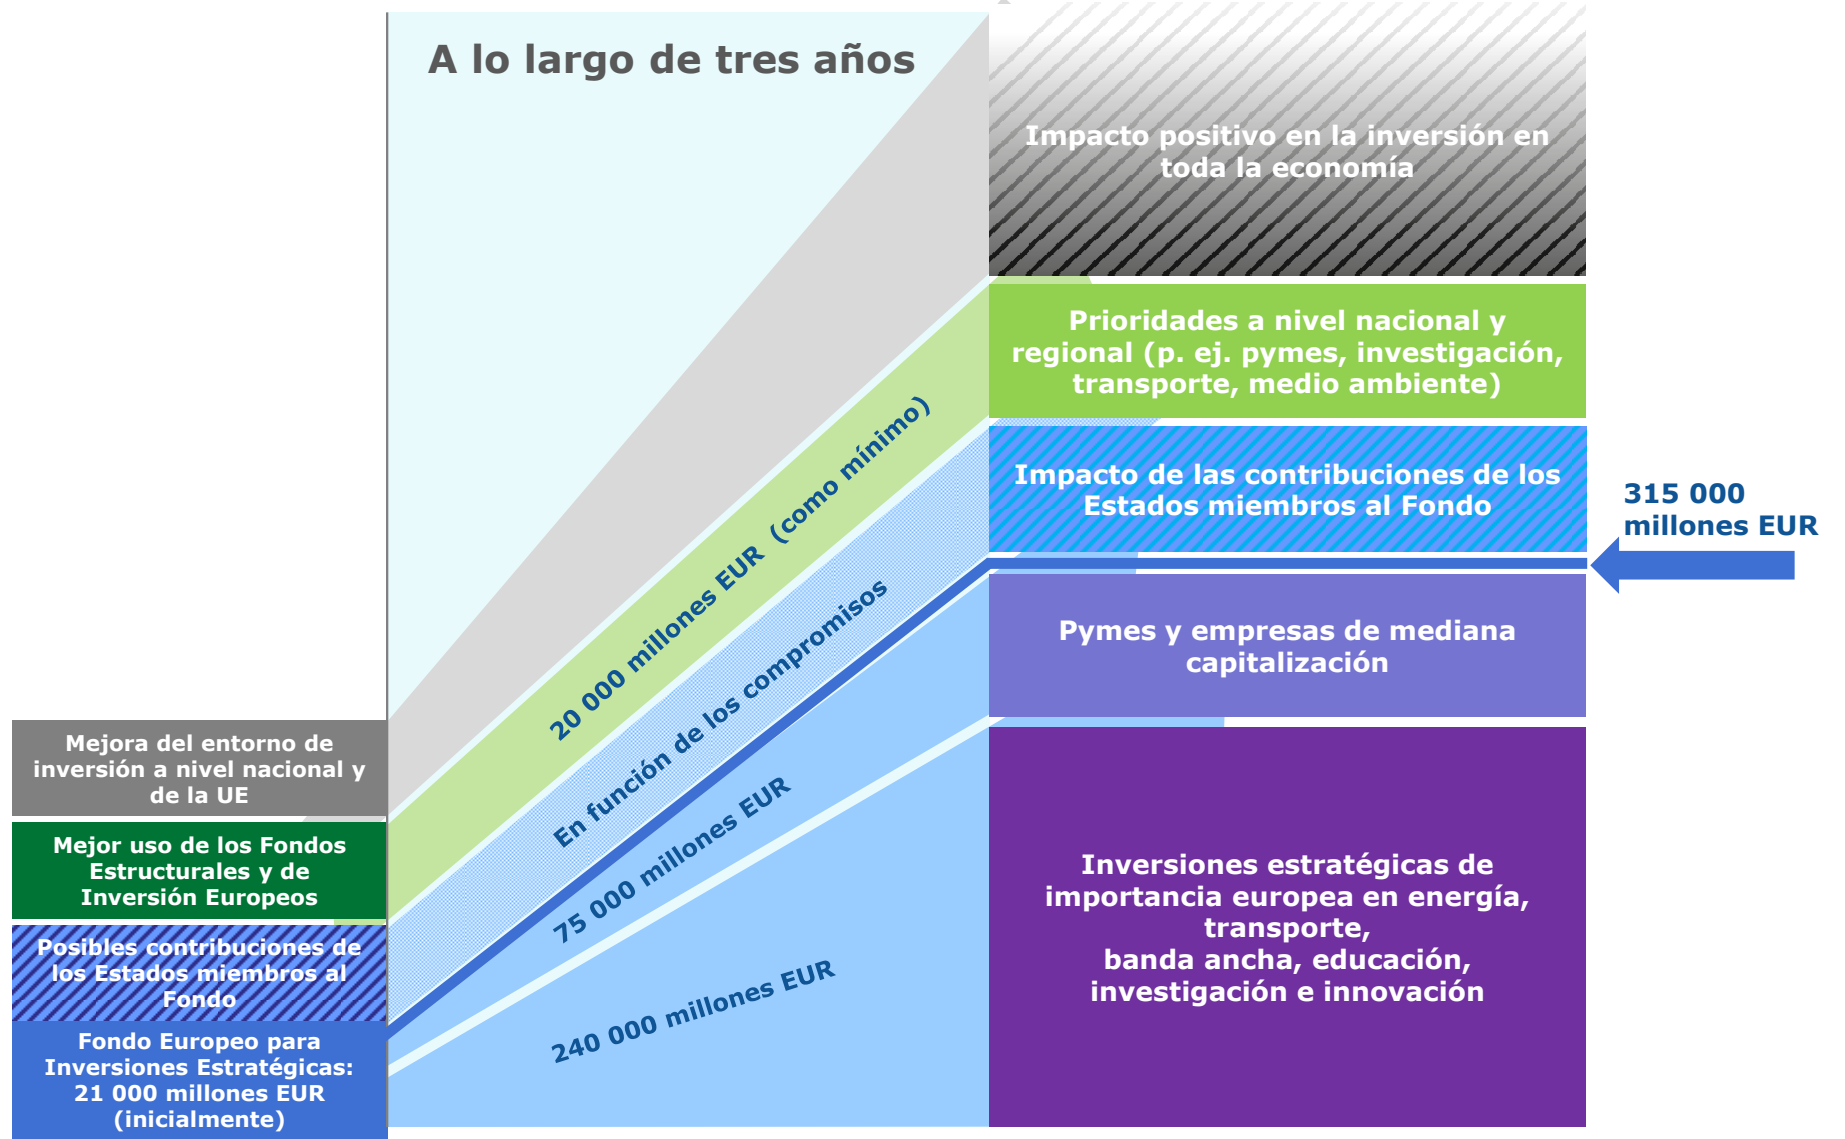 A lo largo de tres años
Impacto positivo en la inversión en
toda la economía
Prioridades a nivel nacional y
regional (p. ej. pymes, investigación,
transporte, medio ambiente)
Impacto de las contribuciones de los
Estados miembros al Fondo
315 000
millones EUR
Pymes y empresas de mediana
capitalización
Inversiones estratégicas de
importancia europea en energía,
transporte,
banda ancha, educación,
investigación e innovación
20 000 millones EUR (como mínimo)
En función de los compromisos
75 000 millones EUR
240 000 millones EUR
Mejora del entorno de
inversión a nivel nacional y
de la UE
Mejor uso de los Fondos
Estructurales y de
Inversión Europeos
Posibles contribuciones de
los Estados miembros al
Fondo
Fondo Europeo para
Inversiones Estratégicas:
21 000 millones EUR
(inicialmente)